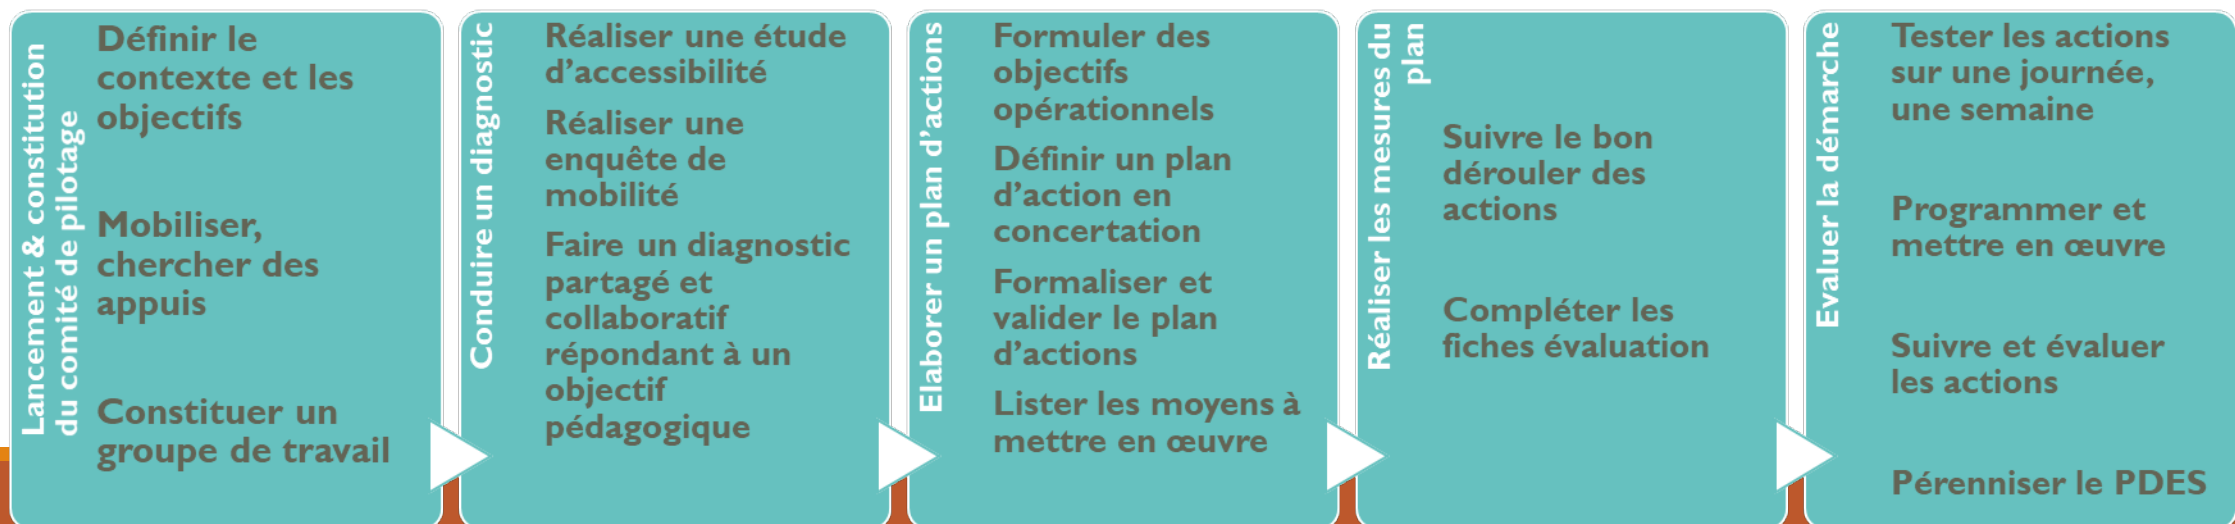 Lancement & constitution
du comité de pilotage
Définir le
contexte et les
objectifs
Mobiliser,
chercher des
appuis
Constituer un
groupe de travail
Conduire un diagnostic
Réaliser une étude
d’accessibilité
Réaliser une
enquête de
mobilité
Faire un diagnostic
partagé et
collaboratif
répondant à un
objectif
pédagogique
Elaborer un plan d’actions
Formuler des
objectifs
opérationnels
Définir un plan
d’action en
concertation
Formaliser et
valider le plan
d’actions
Lister les moyens à
mettre en œuvre
Réaliser les mesures du
plan
Suivre le bon
dérouler des
actions
Compléter les
fiches évaluation
Evaluer la démarche
Tester les actions
sur une journée,
une semaine
Programmer et
mettre en œuvre
Suivre et évaluer
les actions
Pérenniser le PDES